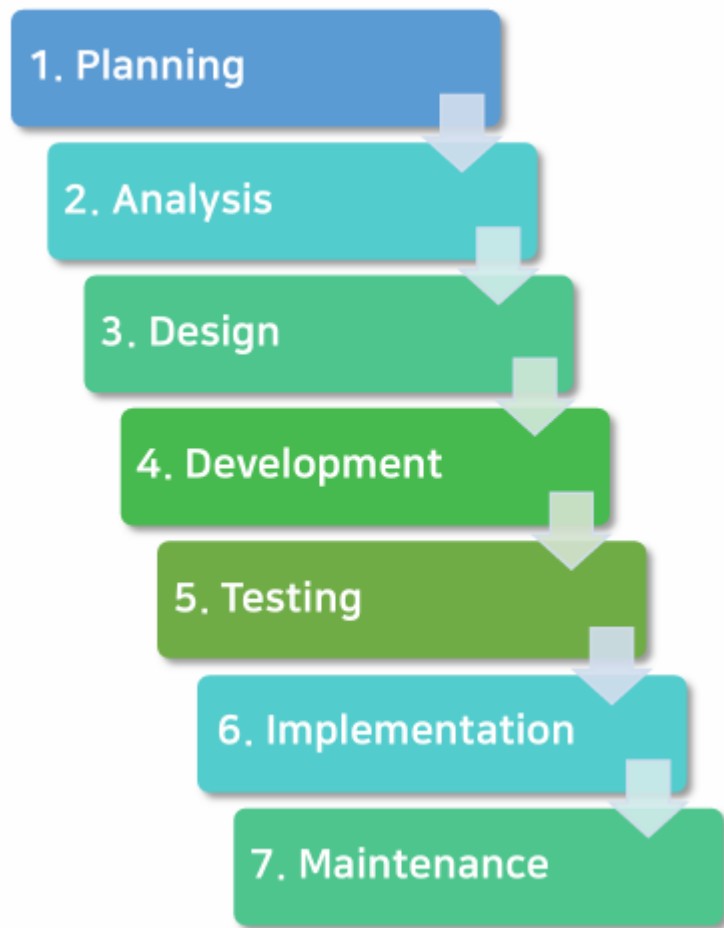 1. Planning
2. Analysis
3. Design
4. Development
5. Testing
6. Implementation
7. Maintenance